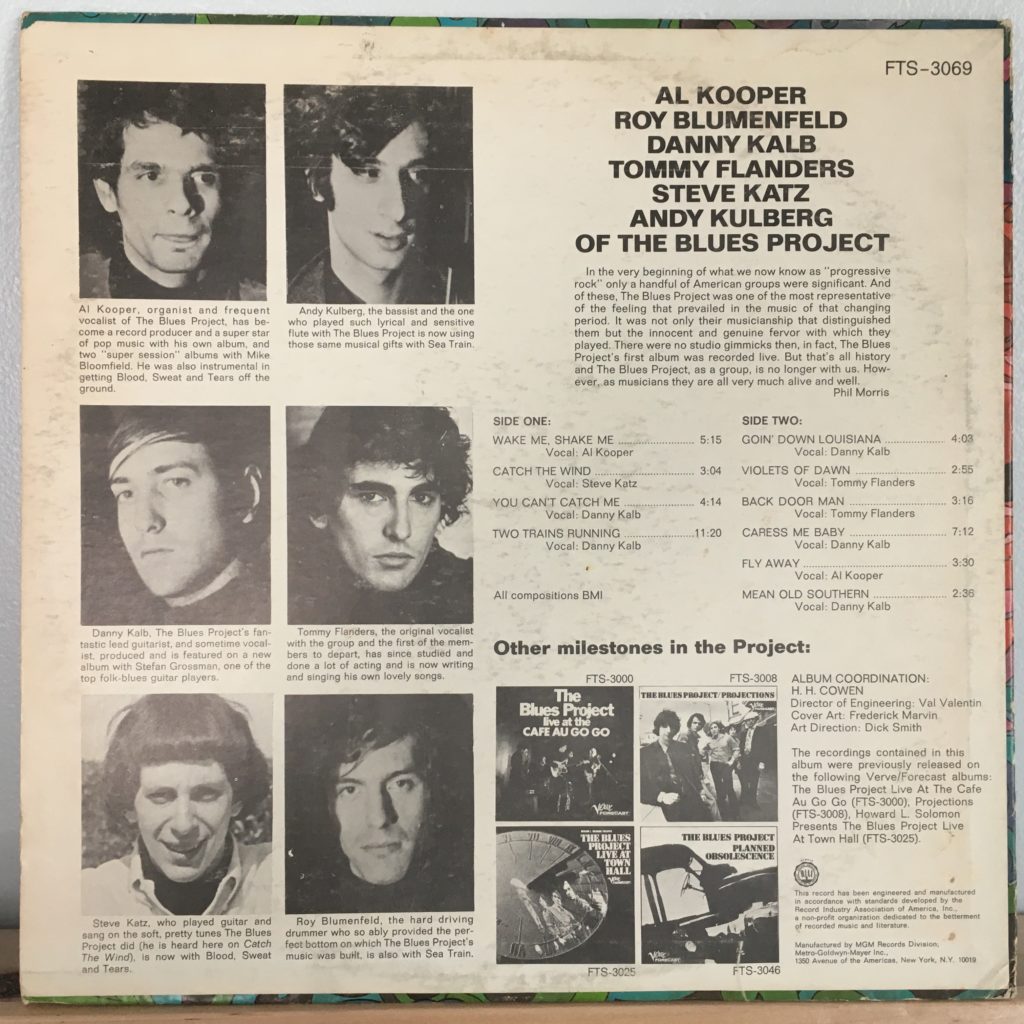 FTS-3069
AL KOOPER
ROY BLUMENFELD
DANNY KALB
TOMMY FLANDERS
STEVE KATZ
ANDY KULBERG
OF THE BLUES PROJECT
In the very beginning of what we now know as "progressive
rock" only a handful of American groups were significant. And
of these, The Blues Project was one of the most representative
of the feeling that prevailed in the music of that changing
period. It was not only their musicianship that distinguished
them but the innocent and genuine fervor with which they
played. There were no studio gimmicks then, in fact, The Blues
Project's first album was recorded live. But that's all history
and The Blues Project, as a group, is no longer with us. How-
ever, as musicians they are all very much alive and well.
Phil Morris
Al Kooper, organist and frequent
vocalist of The Blues Project, has be-
come a record producer and a super star
of pop music with his own album, and
two "super session" albums with Mike
Bloomfield. He was also instrumental in
getting Blood, Sweat and Tears off the
ground.
Andy Kulberg, the bassist and the one
who played such lyrical and sensitive
flute with The Blues Project is now using
those same musical gifts with Sea Train.
Danny Kalb, The Blues Project's fan-
tastic lead guitarist, and sometime vocal-
ist, produced and is featured on a new
album with Stefan Grossman, one of the
top folk-blues guitar players.
Tommy Flanders, the original vocalist
with the group and the first of the mem-
bers to depart, has since studied and
done a lot of acting and is now writing
and singing his own lovely songs.
Steve Katz, who played guitar and
sang on the soft, pretty tunes The Blues
Project did (he is heard here on Catch
The Wind), is now with Blood, Sweat
and Tears.
Roy Blumenfeld, the hard driving
drummer who so ably provided the per-
fect bottom on which The Blues Project's
music was built, is also with Sea Train.
SIDE ONE:
WAKE ME, SHAKE ME ........................ 5:15
Vocal: Al Kooper
CATCH THE WIND ................................ 3:04
Vocal: Steve Katz
YOU CAN'T CATCH ME ........................ 4:14
Vocal: Danny Kalb
TWO TRAINS RUNNING ........................11:20
Vocal: Danny Kalb
All compositions BMI
SIDE TWO:
GOIN' DOWN LOUISIANA .................... 4:03
Vocal: Danny Kalb
VIOLETS OF DAWN .............................. 2:55
Vocal: Tommy Flanders
BACK DOOR MAN ................................ 3:16
Vocal: Tommy Flanders
CARESS ME BABY ................................ 7:12
Vocal: Danny Kalb
FLY AWAY ................................................ 3:30
Vocal: Al Kooper
MEAN OLD SOUTHERN ........................ 2:36
Vocal: Danny Kalb
Other milestones in the Project:
FTS-3000
The
Blues Project
live at the
CAFE AU GO GO
Verve
FORECAST
FTS-3008
THE BLUES PROJECT/PROJECTIONS
THE BLUES
PROJECT
LIVE AT
TOWN
HALL
FTS-3025
THE BLUES PROJECT
PLANNED
OBSOLESCENCE
Verve
FORECAST
FTS-3046
ALBUM COORDINATION:
H. H. COWEN
Director of Engineering: Val Valentin
Cover Art: Frederick Marvin
Art Direction: Dick Smith
The recordings contained in this
album were previously released on
the following Verve/Forecast albums:
The Blues Project Live At The Cafe
Au Go Go (FTS-3000), Projections
(FTS-3008), Howard L. Solomon
Presents The Blues Project Live
At Town Hall (FTS-3025).
This record has been engineered and manufactured
in accordance with standards developed by the
Record Industry Association of America, Inc.,
a non-profit organization dedicated to the betterment
of recorded music and literature.
Manufactured by MGM Records Division,
Metro-Goldwyn-Mayer Inc.,
1350 Avenue of the Americas, New York, N.Y. 10019